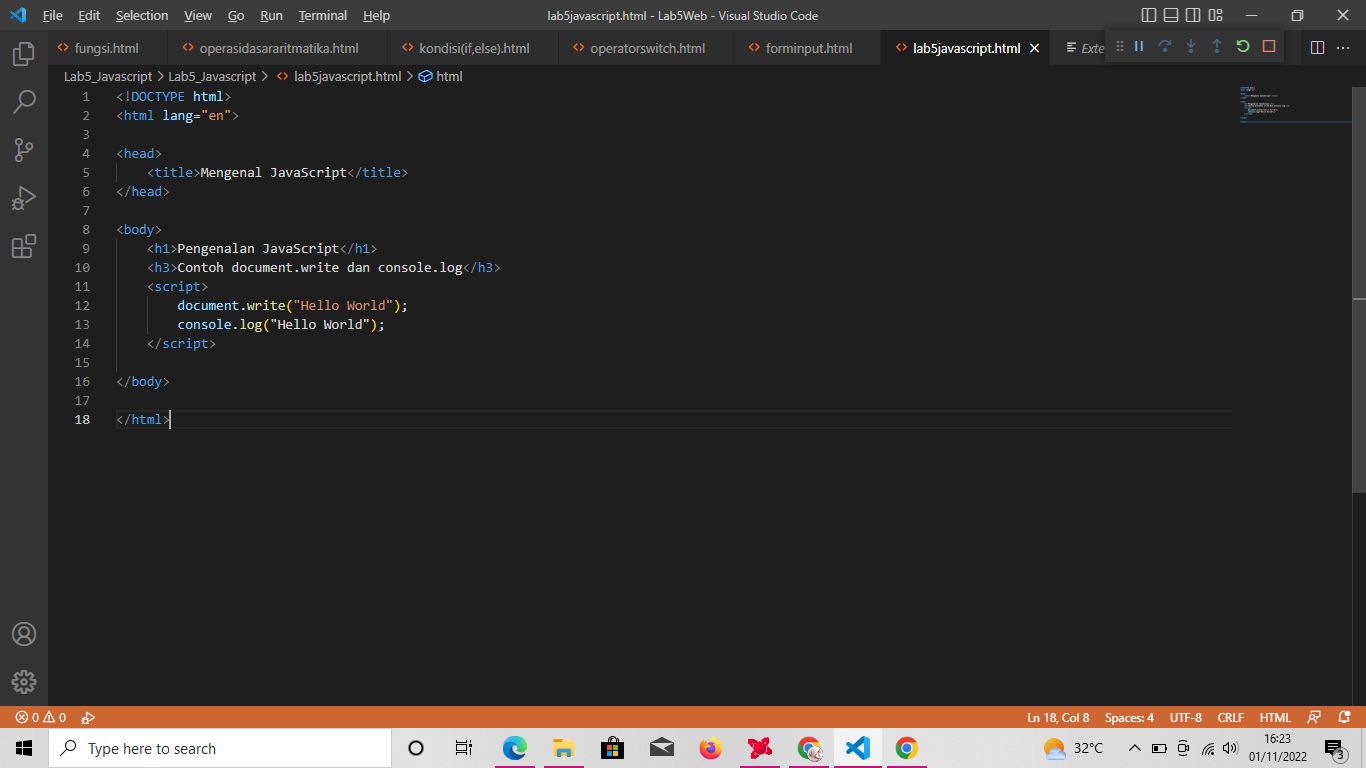 File Edit Selection View Go Run Terminal Help lab5javascript.html - Lab5Web - Visual Studio Code
fungsi.html operasidasararitmatika.html kondisi(if,else).html operatorswitch.html forminput.html lab5javascript.html Exte
Lab5_Javascript > Lab5_Javascript > lab5javascript.html > html
1 <!DOCTYPE html>
2 <html lang="en">
3
4 <head>
5 <title>Mengenal JavaScript</title>
6 </head>
7
8 <body>
9 <h1>Pengenalan JavaScript</h1>
10 <h3>Contoh document.write dan console.log</h3>
11 <script>
12 document.write("Hello World");
13 console.log("Hello World");
14 </script>
15
16 </body>
17
18 </html>
0 0 Ln 18, Col 8 Spaces: 4 UTF-8 CRLF HTML
Type here to search 32°C 16:23
01/11/2022 3